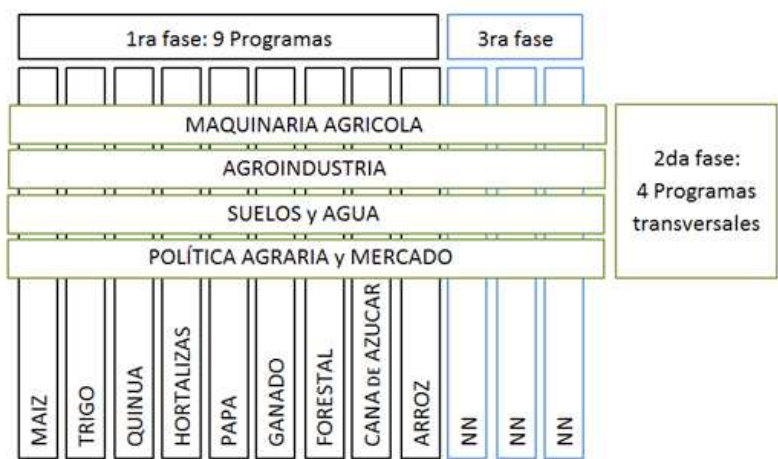 1ra fase: 9 Programas
3ra fase
MAQUINARIA AGRICOLA
AGROINDUSTRIA
SUELOS y AGUA
POLÍTICA AGRARIA y MERCADO
2da fase:
4 Programas
transversales
MAIZ
TRIGO
QUINUA
HORTALIZAS
PAPA
GANADO
FORESTAL
CANA DE AZUCAR
ARROZ
NN
NN
NN